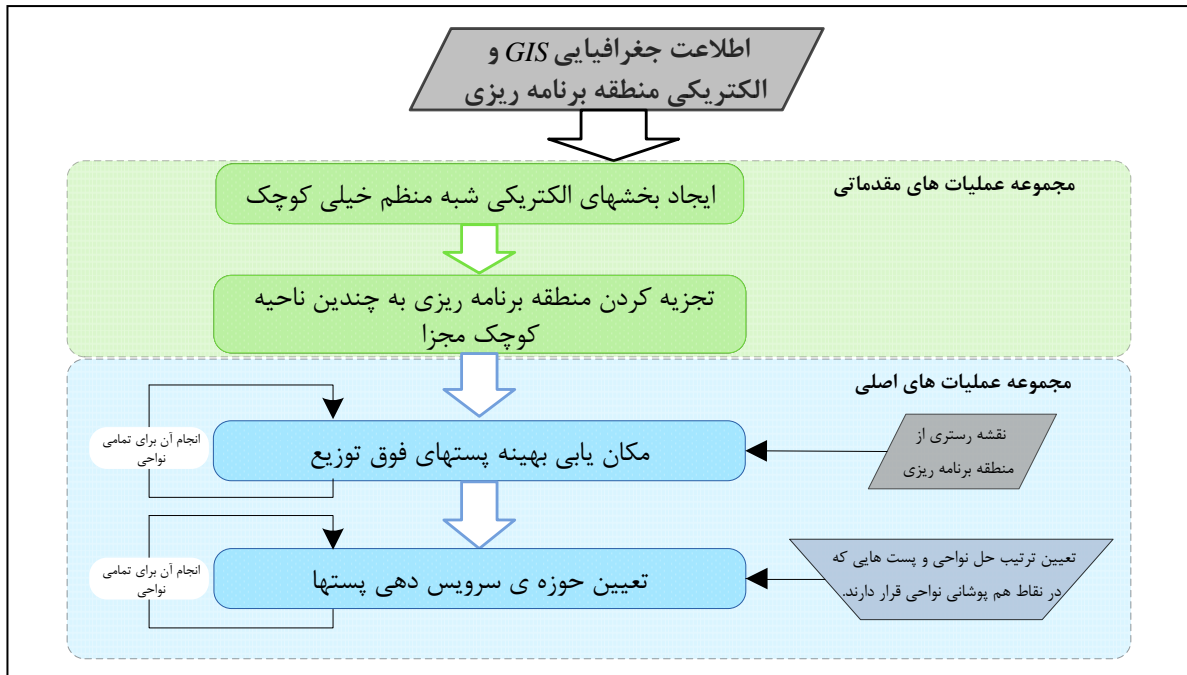 اطلاعت جغرافیایی GIS و
الکتریکی منطقه برنامه ریزی
مجموعه عملیات های مقدماتی
ایجاد بخشهای الکتریکی شبه منظم خیلی کوچک
تجزیه کردن منطقه برنامه ریزی به چندین ناحیه
کوچک مجزا
مجموعه عملیات های اصلی
نقشه رستری از
منطقه برنامه ریزی
مکان یابی بهینه پستهای فوق توزیع
انجام آن برای تمامی
نواحی
تعیین ترتیب حل نواحی و پست هایی که
در نقاط هم پوشانی نواحی قرار دارند.
تعیین حوزه ی سرویس دهی پستها
انجام آن برای تمامی
نواحی